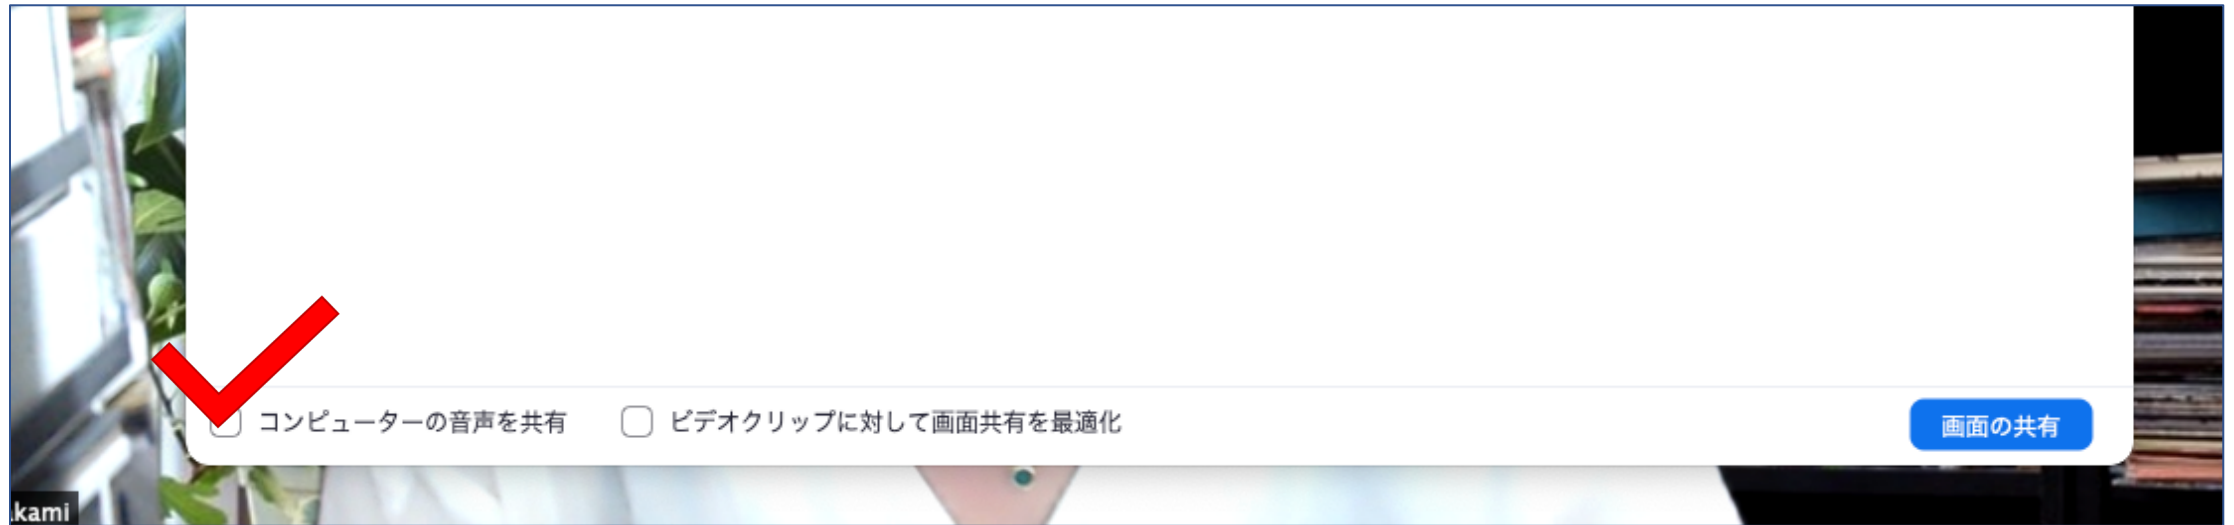 コンピューターの音声を共有
ビデオクリップに対して画面共有を最適化
画面の共有
kami